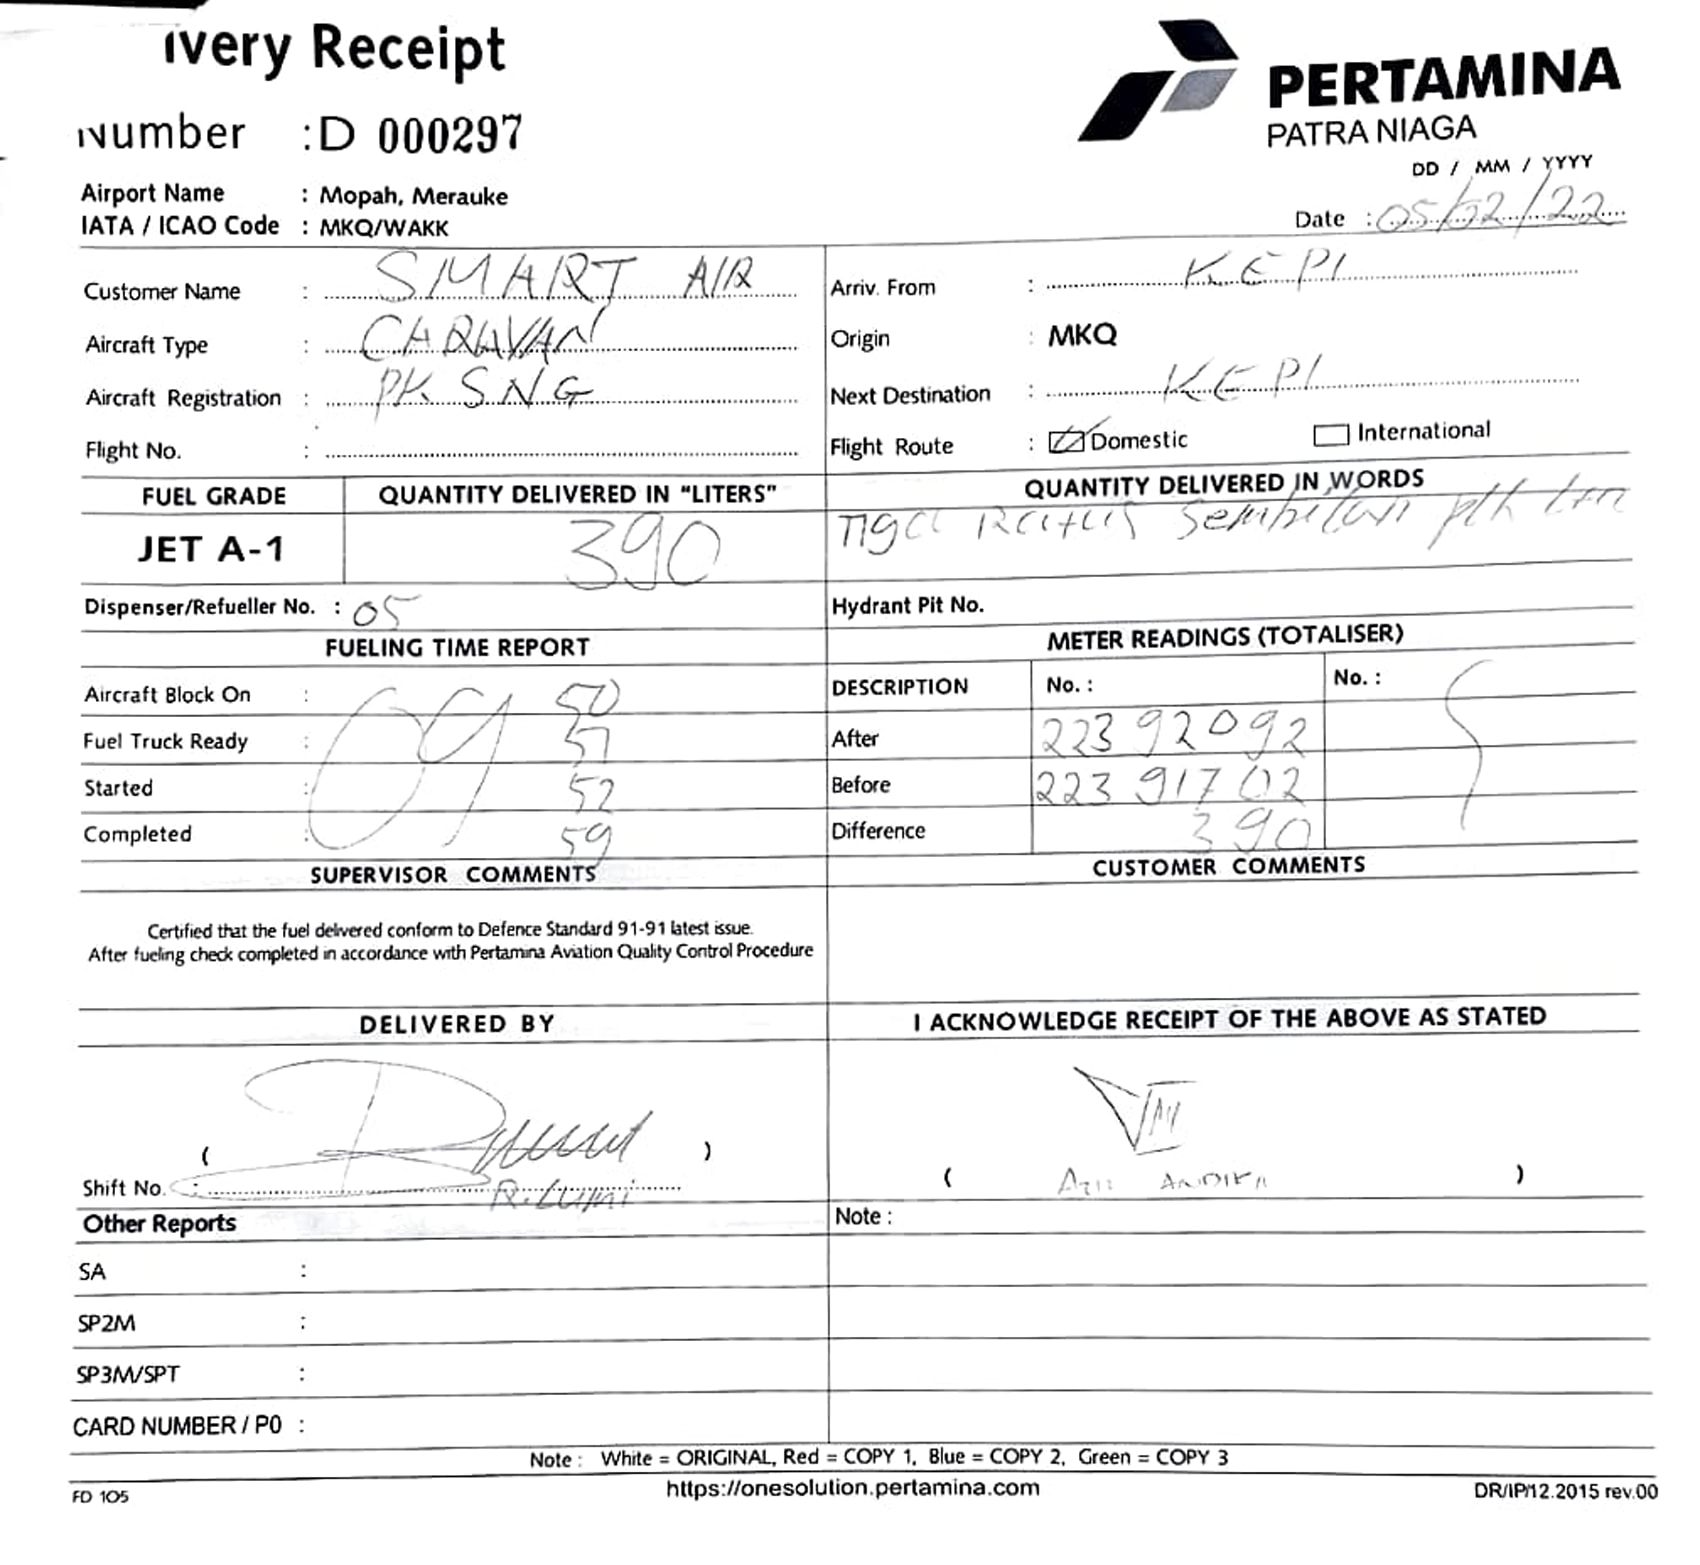 ivery Receipt
Number : D 000297
PERTAMINA
PATRA NIAGA
DD / MM / YYYY
Airport Name : Mopah, Merauke
IATA / ICAO Code : MKQ/WAKK
Date : 05/02/22
Customer Name : SMART AIR
Arriv. From : KEPI
Aircraft Type : CARAVAN
Origin : MKQ
Aircraft Registration : PK SNG
Next Destination : KEPI
Flight No. :
Flight Route : Domestic International
FUEL GRADE QUANTITY DELIVERED IN "LITERS" QUANTITY DELIVERED IN WORDS
JET A-1 390 Tiga Ratus Sembilan plh
Dispenser/Refueller No. : 05
Hydrant Pit No.
FUELING TIME REPORT METER READINGS (TOTALISER)
DESCRIPTION No. : No. :
Aircraft Block On : 09 50
Fuel Truck Ready : 51
After 223 92092
Started : 52
Before 223 91702
Completed : 59
Difference 390
SUPERVISOR COMMENTS CUSTOMER COMMENTS
Certified that the fuel delivered conform to Defence Standard 91-91 latest issue.
After fueling check completed in accordance with Pertamina Aviation Quality Control Procedure
DELIVERED BY I ACKNOWLEDGE RECEIPT OF THE ABOVE AS STATED
( )
Shift No. : R. Lumi
( ANDIKA )
Other Reports
Note :
SA :
SP2M :
SP3M/SPT :
CARD NUMBER / P0 :
Note : White = ORIGINAL, Red = COPY 1, Blue = COPY 2, Green = COPY 3
FD 105 https://onesolution.pertamina.com DR/IP/12.2015 rev.00